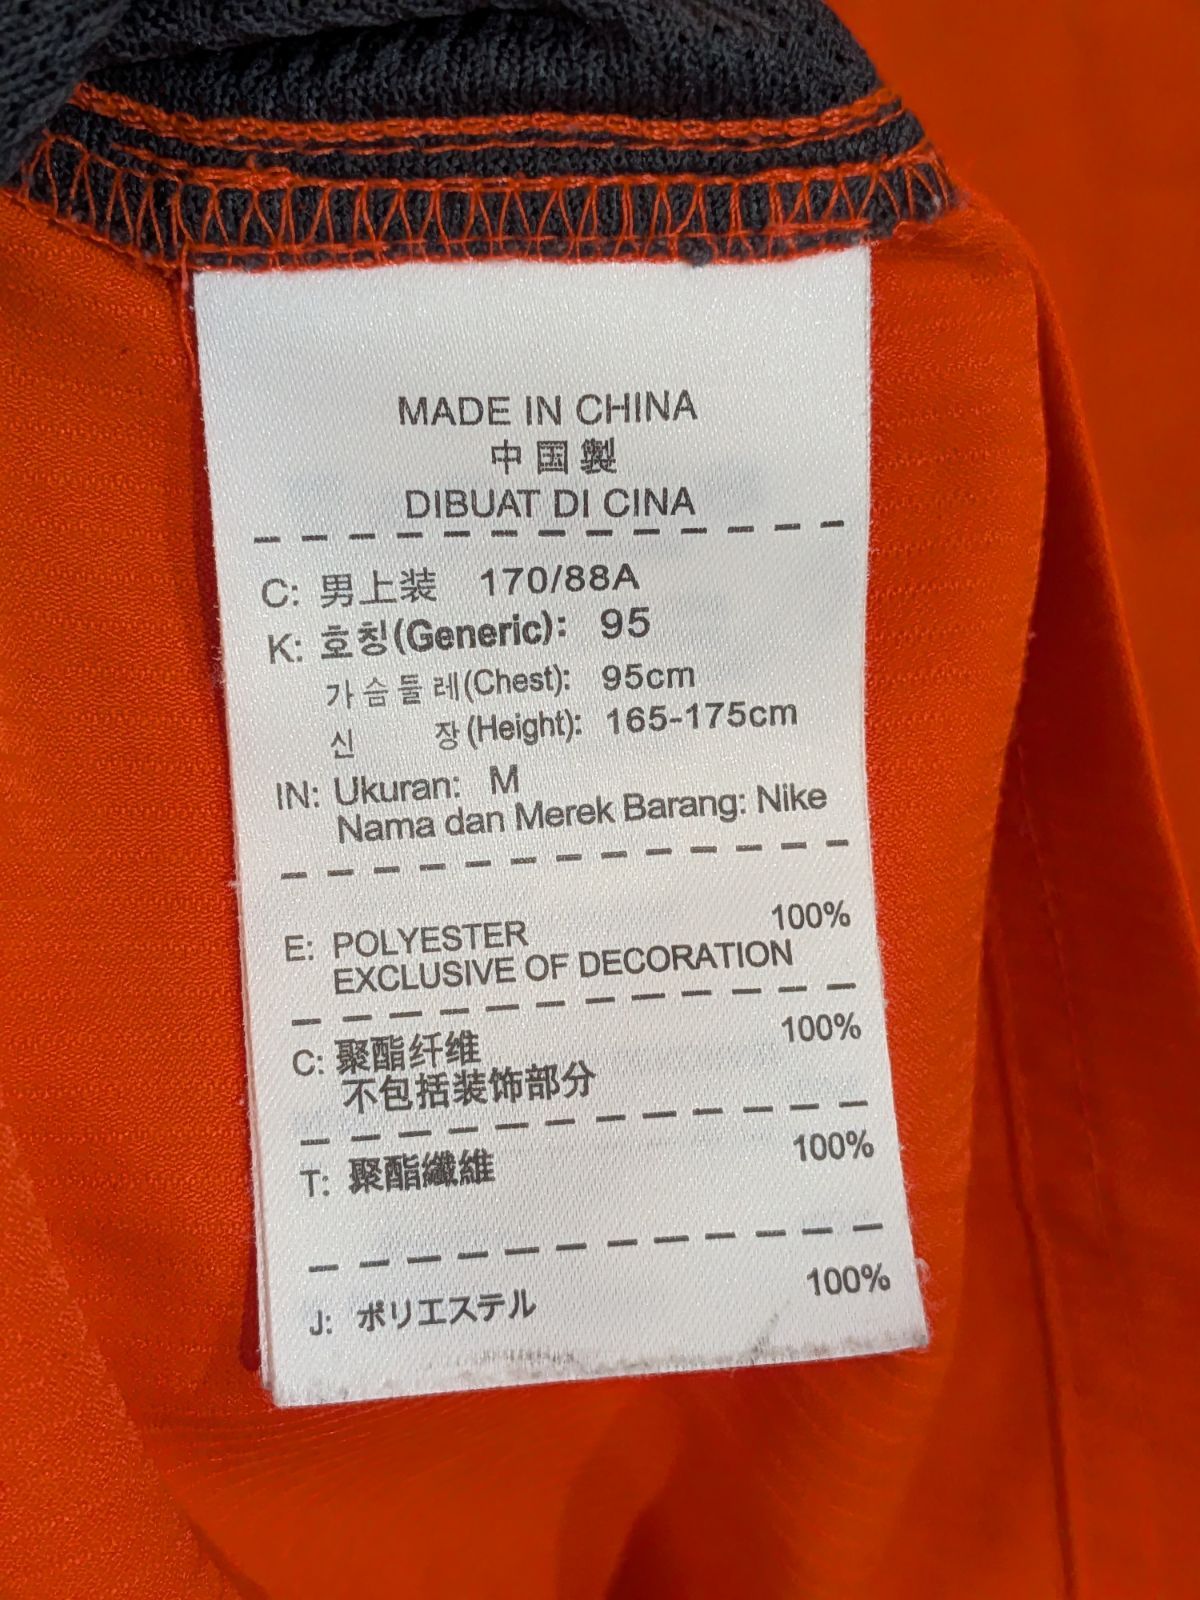 MADE IN CHINA
中国製
DIBUAT DI CINA
C: 男上装 170/88A
K: 호칭(Generic): 95
가슴둘레(Chest): 95cm
신 장(Height): 165-175cm
IN: Ukuran: M
Nama dan Merek Barang: Nike
E: POLYESTER 100%
EXCLUSIVE OF DECORATION
C: 聚酯纤维 100%
不包括装饰部分
T: 聚酯纖維 100%
J: ポリエステル 100%